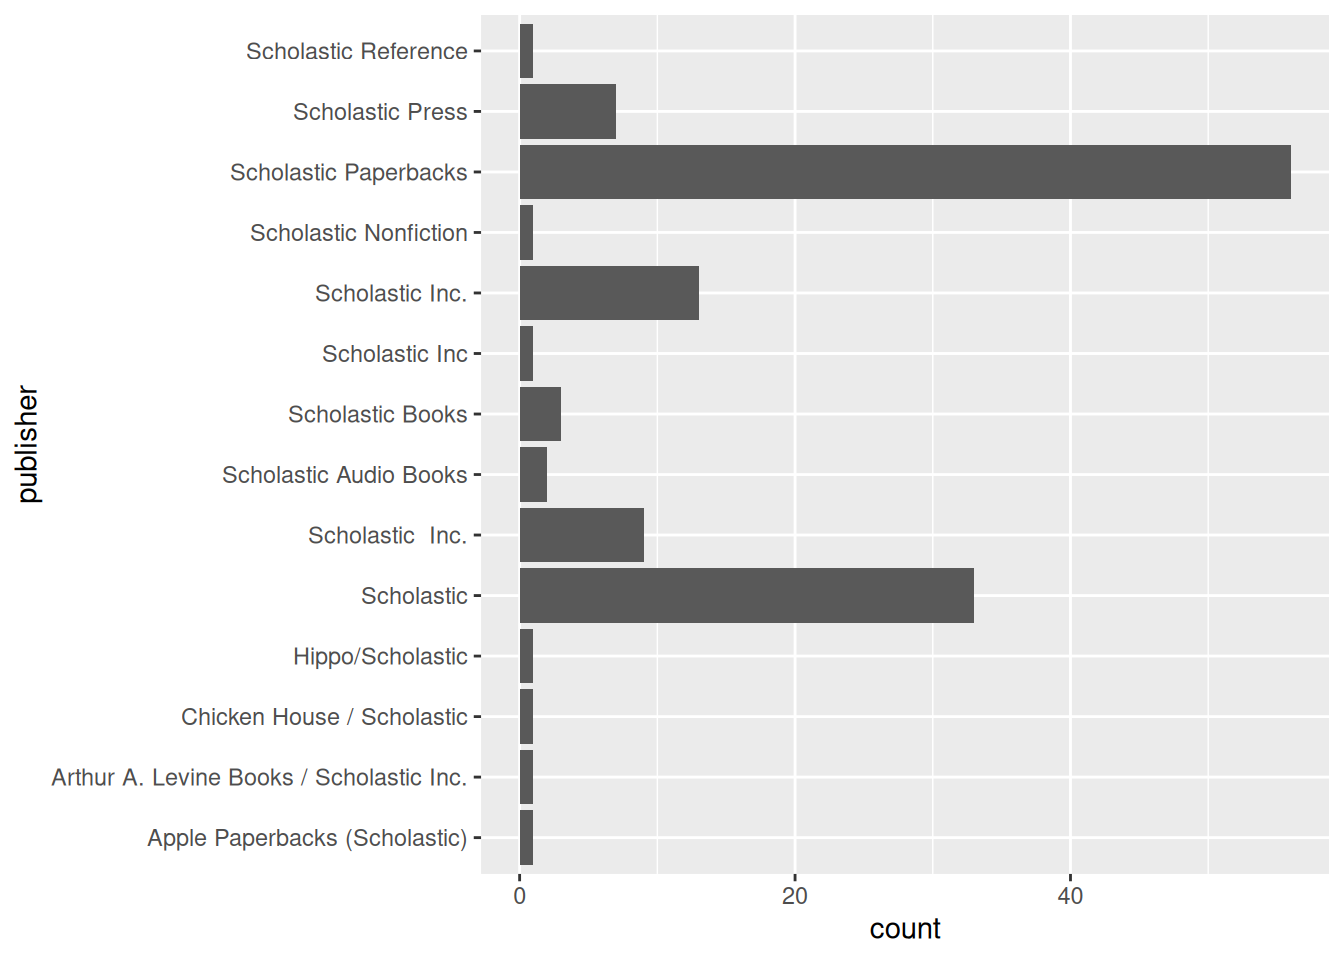 Scholastic Reference
Scholastic Press
Scholastic Paperbacks
Scholastic Nonfiction
Scholastic Inc.
Scholastic Inc
Scholastic Books
Scholastic Audio Books
Scholastic  Inc.
Scholastic
Hippo/Scholastic
Chicken House / Scholastic
Arthur A. Levine Books / Scholastic Inc.
Apple Paperbacks (Scholastic)
publisher
0 20 40
count